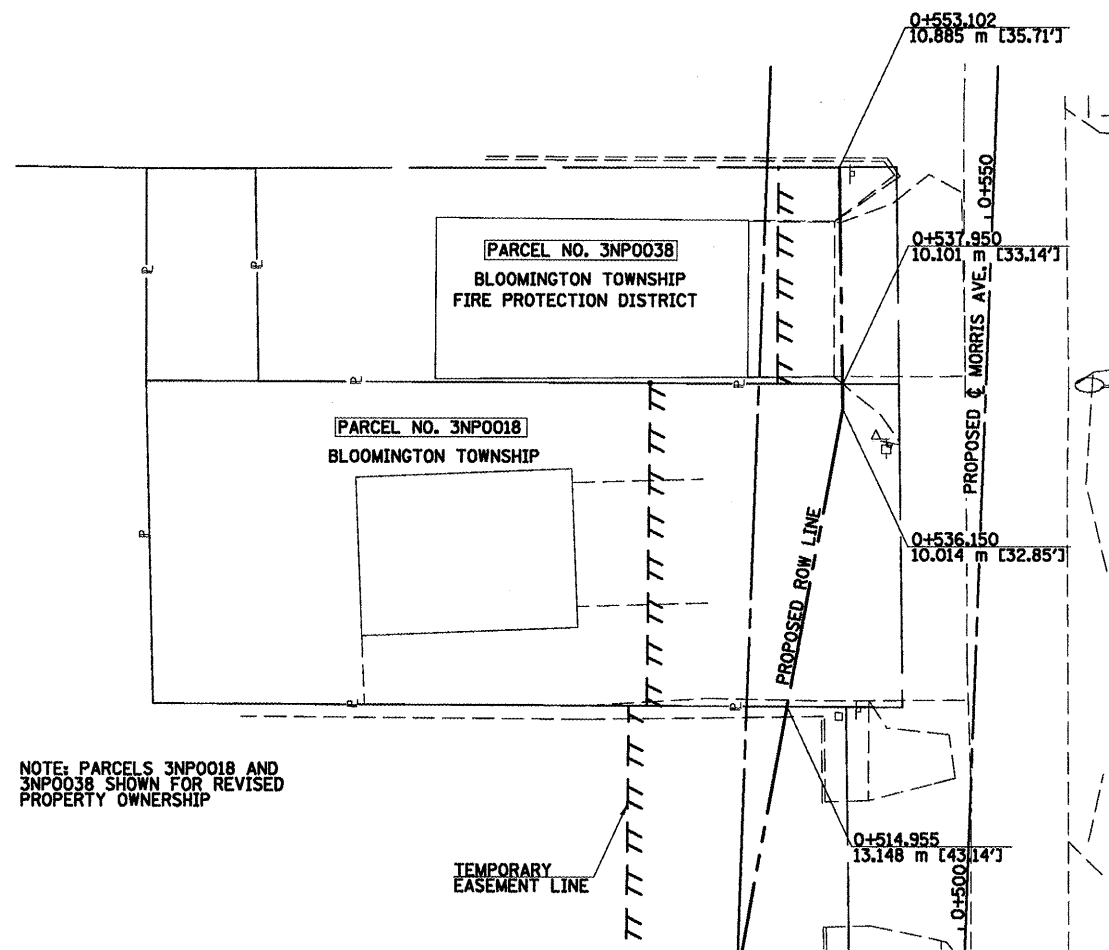 0+553.102
10.885 m [35.71']
0+550
PARCEL NO. 3NP0038
BLOOMINGTON TOWNSHIP
FIRE PROTECTION DISTRICT
0+537.950
10.101 m [33.14']
PROPOSED ℄ MORRIS AVE.
PARCEL NO. 3NP0018
BLOOMINGTON TOWNSHIP
0+536.150
10.014 m [32.85']
PROPOSED ROW LINE
NOTE: PARCELS 3NP0018 AND
3NP0038 SHOWN FOR REVISED
PROPERTY OWNERSHIP
0+514.955
13.148 m [43.14']
TEMPORARY
EASEMENT LINE
0+500